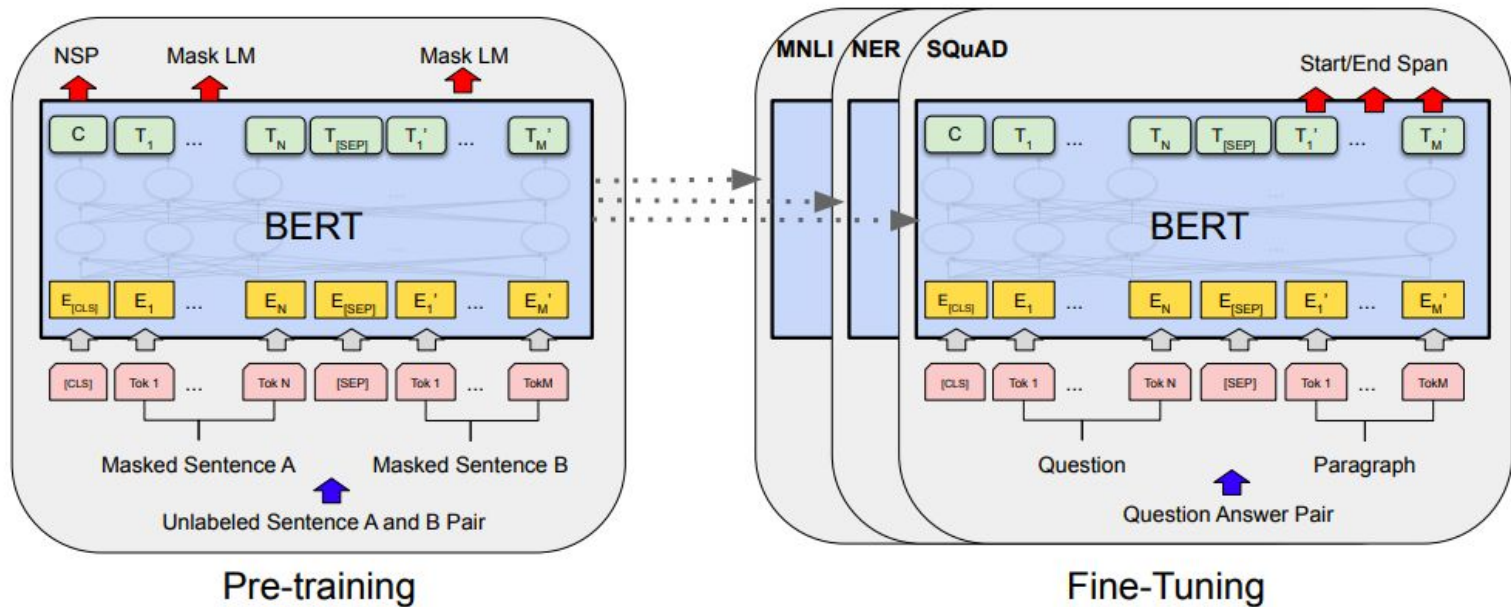 NSP Mask LM Mask LM
C T1 ... TN T[SEP] T1' ... TM'
BERT
E[CLS] E1 ... EN E[SEP] E1' ... EM'
[CLS] Tok 1 ... Tok N [SEP] Tok 1 ... TokM
Masked Sentence A Masked Sentence B
Unlabeled Sentence A and B Pair
Pre-training
MNLI NER SQuAD
Start/End Span
C T1 ... TN T[SEP] T1' ... TM'
BERT
E[CLS] E1 ... EN E[SEP] E1' ... EM'
[CLS] Tok 1 ... Tok N [SEP] Tok 1 ... TokM
Question Paragraph
Question Answer Pair
Fine-Tuning